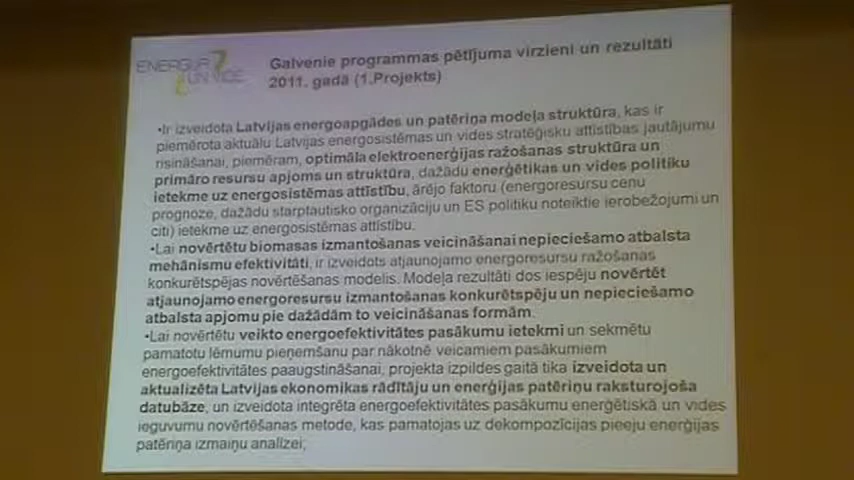 ENERĢIJA
UN VIDE
Galvenie programmas pētījuma virzieni un rezultāti
2011. gadā (1.Projekts)
•Ir izveidota Latvijas energoapgādes un patēriņa modeļa struktūra, kas ir
piemērota aktuālu Latvijas energosistēmas un vides stratēģisku attīstības jautājumu
risināšanai, piemēram, optimāla elektroenerģijas ražošanas struktūra un
primāro resursu apjoms un struktūra, dažādu enerģētikas un vides politiku
ietekme uz energosistēmas attīstību, ārējo faktoru (energoresursu cenu
prognoze, dažādu starptautisko organizāciju un ES politiku noteiktie ierobežojumi un
citi) ietekme uz energosistēmas attīstību.
•Lai novērtētu biomasas izmantošanas veicināšanai nepieciešamo atbalsta
mehānismu efektivitāti, ir izveidots atjaunojamo energoresursu ražošanas
konkurētspējas novērtēšanas modelis. Modeļa rezultāti dos iespēju novērtēt
atjaunojamo energoresursu izmantošanas konkurētspēju un nepieciešamo
atbalsta apjomu pie dažādām to veicināšanas formām.
•Lai novērtētu veikto energoefektivitātes pasākumu ietekmi un sekmētu
pamatotu lēmumu pieņemšanu par nākotnē veicamiem pasākumiem
energoefektivitātes paaugstināšanai, projekta izpildes gaitā tika izveidota un
aktualizēta Latvijas ekonomikas rādītāju un enerģijas patēriņu raksturojoša
datubāze, un izveidota integrēta energoefektivitātes pasākumu enerģētiskā un vides
ieguvumu novērtēšanas metode, kas pamatojas uz dekompozīcijas pieeju enerģijas
patēriņa izmaiņu analīzei;